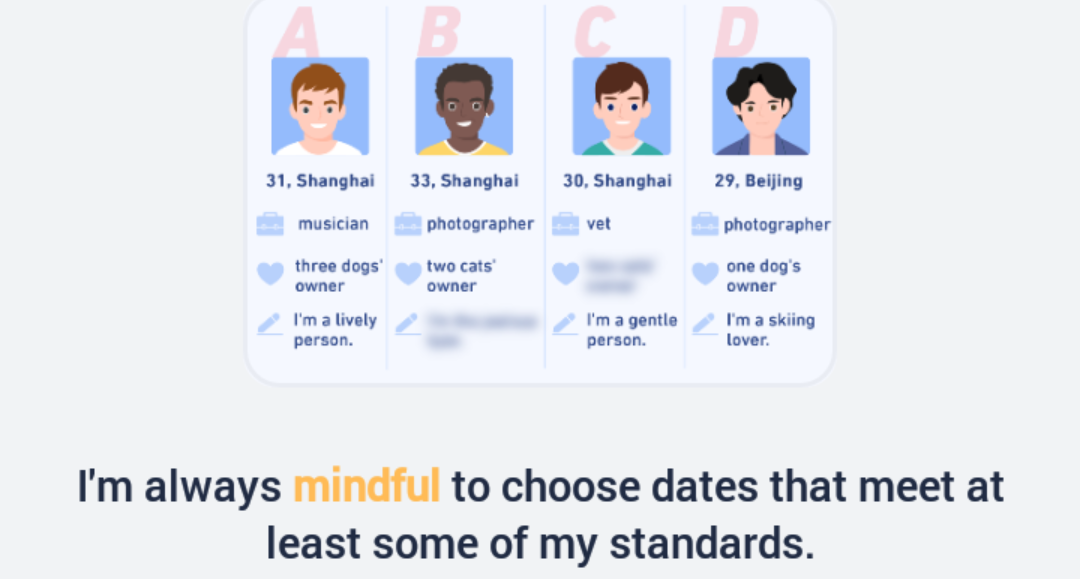 A B C D
31, Shanghai 33, Shanghai 30, Shanghai 29, Beijing
musician photographer vet photographer
three dogs' two cats' one dog's
owner owner owner
I'm a lively I'm a gentle I'm a skiing
person. person. lover.
I'm always mindful to choose dates that meet at
least some of my standards.